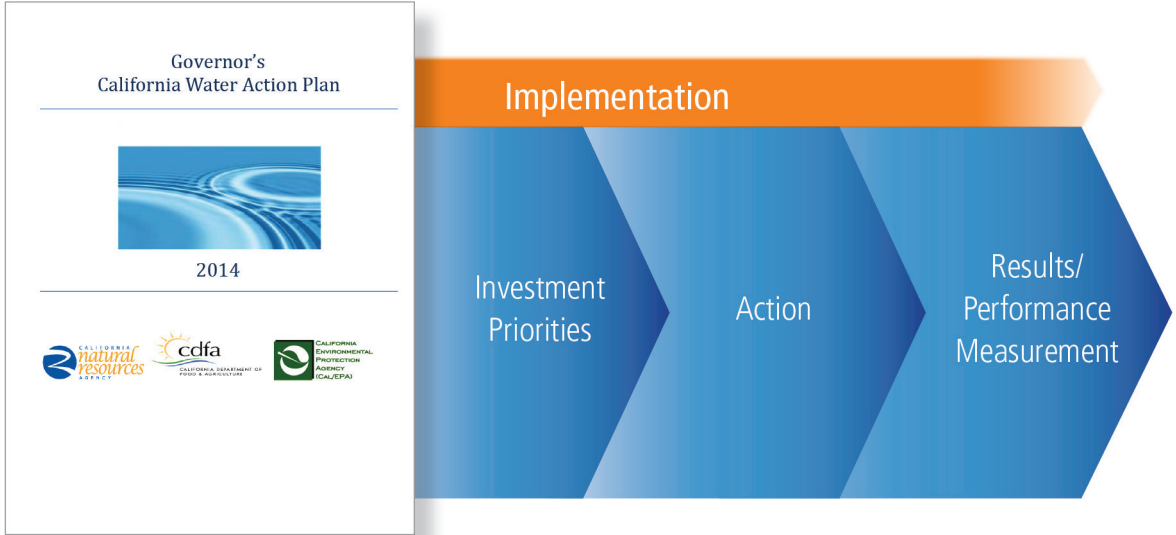 Governor's
California Water Action Plan
2014
CALIFORNIA
natural
resources
AGENCY
cdfa
CALIFORNIA DEPARTMENT OF
FOOD & AGRICULTURE
CALIFORNIA
ENVIRONMENTAL
PROTECTION
AGENCY
(CAL/EPA)
Implementation
Investment
Priorities
Action
Results/
Performance
Measurement